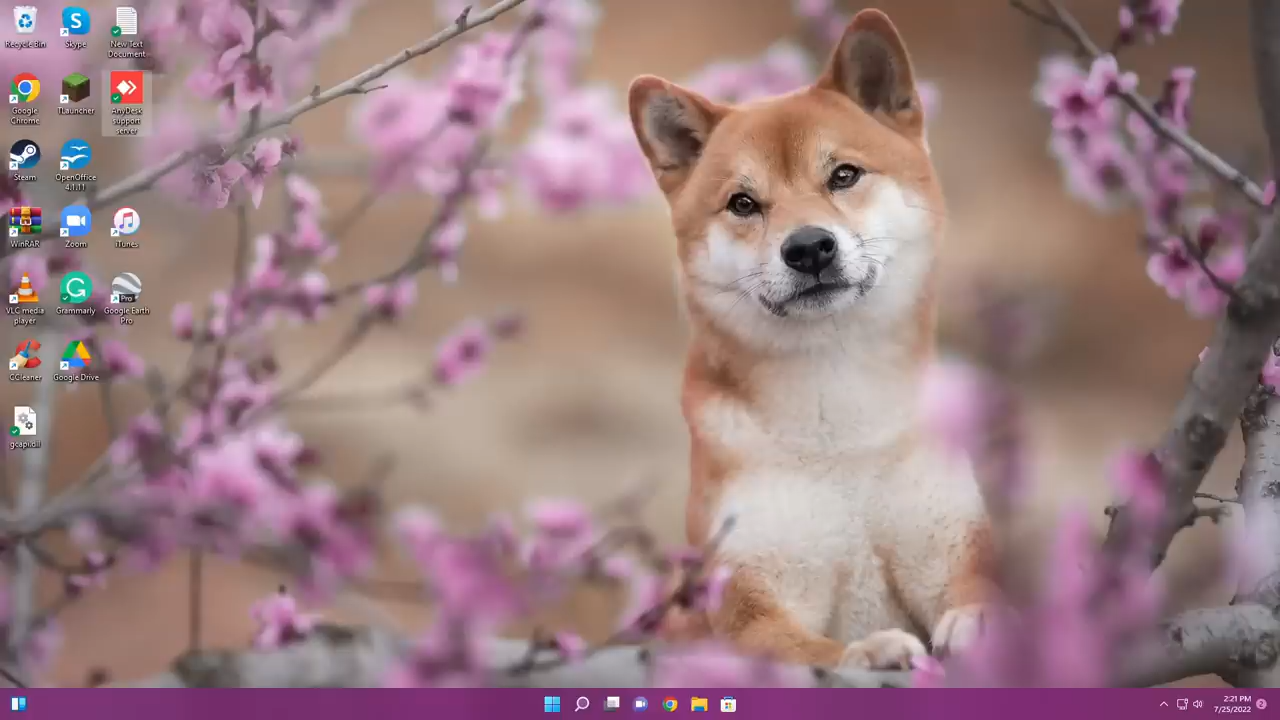 Recycle Bin
Skype
New Text
Document
Google
Chrome
TLauncher
AnyDesk
support
server
Steam
OpenOffice
4.1.11
WinRAR
Zoom
iTunes
VLC media
player
Grammarly
Google Earth
Pro
CCleaner
Google Drive
gcapi.dll
2:21 PM
7/25/2022
2